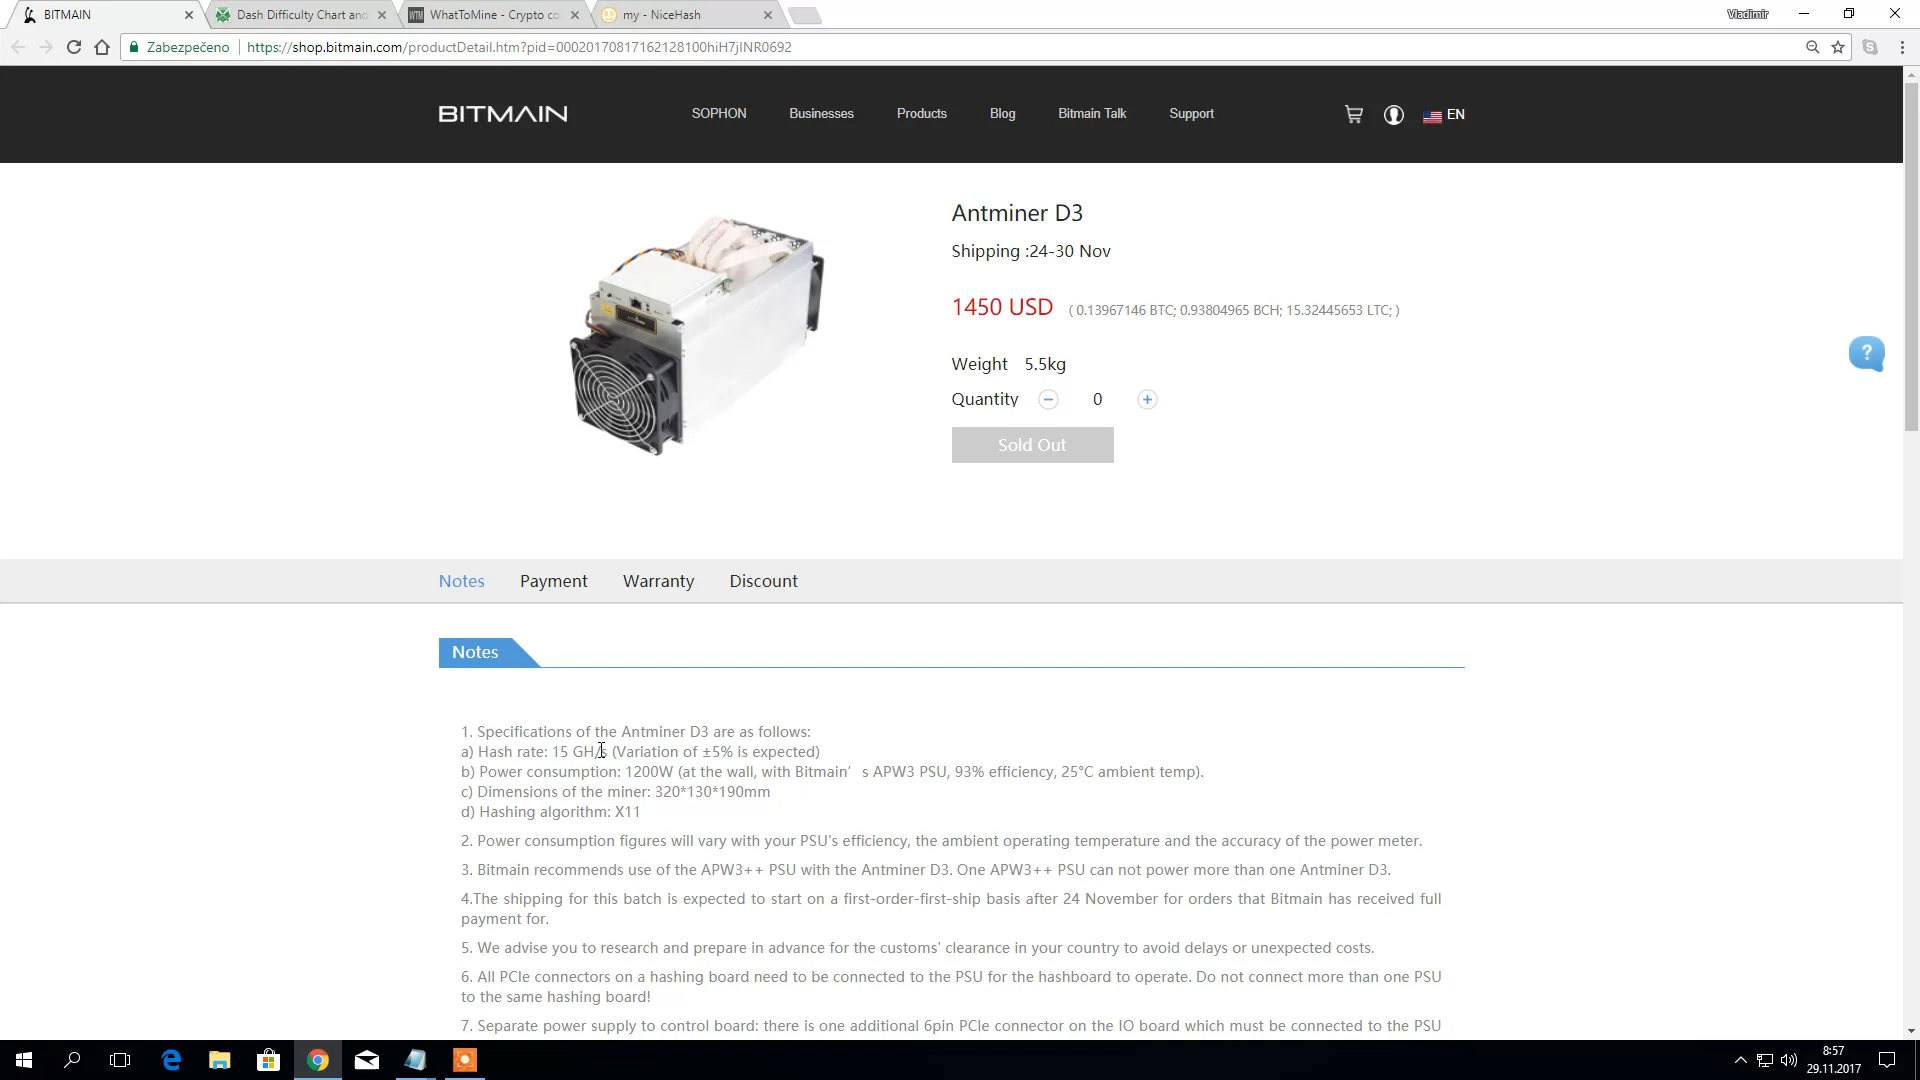 BITMAIN
Dash Difficulty Chart and
WhatToMine - Crypto co
my - NiceHash
Vladimir
Zabezpečeno
https://shop.bitmain.com/productDetail.htm?pid=00020170817162128100hiH7jINR0692
BITMAIN
SOPHON
Businesses
Products
Blog
Bitmain Talk
Support
EN
Antminer D3
Shipping :24-30 Nov
1450 USD ( 0.13967146 BTC; 0.93804965 BCH; 15.32445653 LTC; )
Weight 5.5kg
Quantity 0
Sold Out
?
Notes
Payment
Warranty
Discount
Notes
1. Specifications of the Antminer D3 are as follows:
a) Hash rate: 15 GH/s (Variation of ±5% is expected)
b) Power consumption: 1200W (at the wall, with Bitmain’ s APW3 PSU, 93% efficiency, 25°C ambient temp).
c) Dimensions of the miner: 320*130*190mm
d) Hashing algorithm: X11
2. Power consumption figures will vary with your PSU's efficiency, the ambient operating temperature and the accuracy of the power meter.
3. Bitmain recommends use of the APW3++ PSU with the Antminer D3. One APW3++ PSU can not power more than one Antminer D3.
4.The shipping for this batch is expected to start on a first-order-first-ship basis after 24 November for orders that Bitmain has received full
payment for.
5. We advise you to research and prepare in advance for the customs' clearance in your country to avoid delays or unexpected costs.
6. All PCIe connectors on a hashing board need to be connected to the PSU for the hashboard to operate. Do not connect more than one PSU
to the same hashing board!
7. Separate power supply to control board: there is one additional 6pin PCIe connector on the IO board which must be connected to the PSU
8:57
29.11.2017